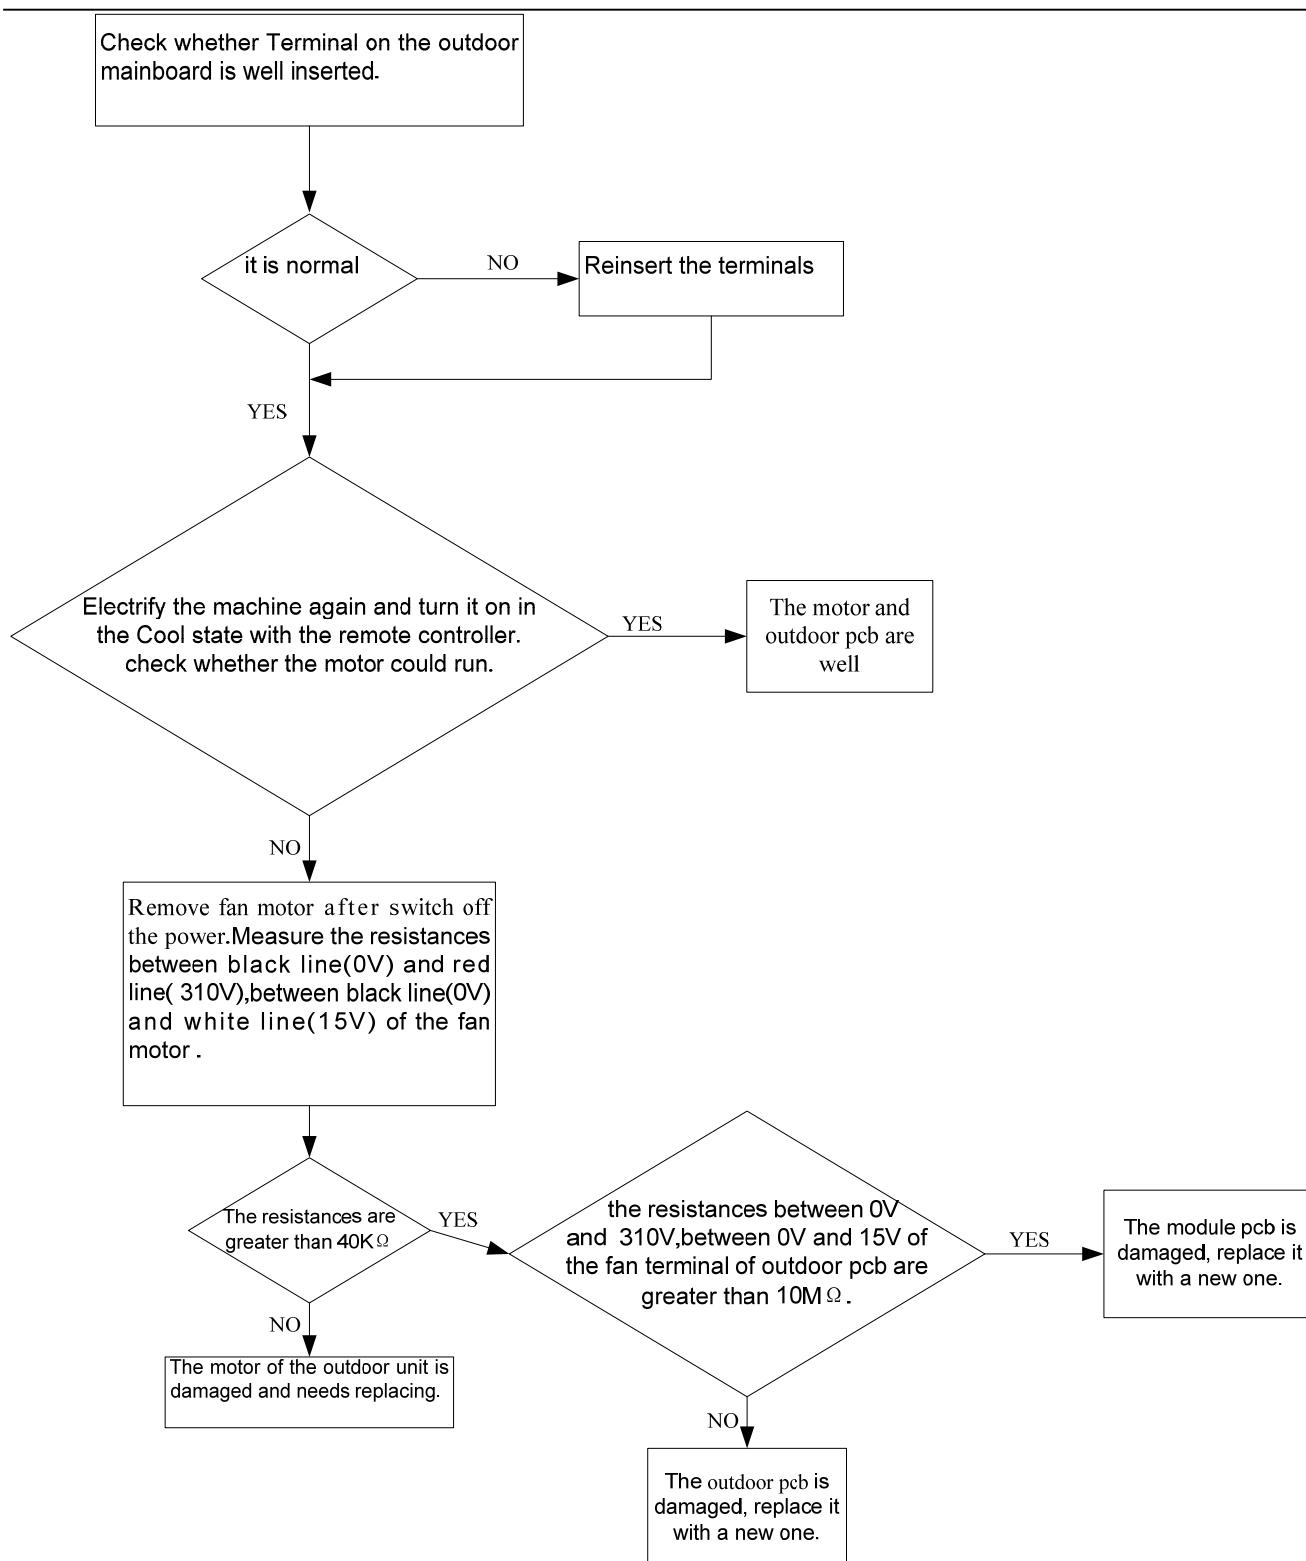 Check whether Terminal on the outdoor
mainboard is well inserted.
it is normal
NO
Reinsert the terminals
YES
Electrify the machine again and turn it on in
the Cool state with the remote controller.
check whether the motor could run.
YES
The motor and
outdoor pcb are
well
NO
Remove fan motor after switch off
the power.Measure the resistances
between black line(0V) and red
line( 310V),between black line(0V)
and white line(15V) of the fan
motor .
The resistances are
greater than 40KΩ
YES
the resistances between 0V
and 310V,between 0V and 15V of
the fan terminal of outdoor pcb are
greater than 10MΩ.
YES
The module pcb is
damaged, replace it
with a new one.
NO
The motor of the outdoor unit is
damaged and needs replacing.
NO
The outdoor pcb is
damaged, replace it
with a new one.